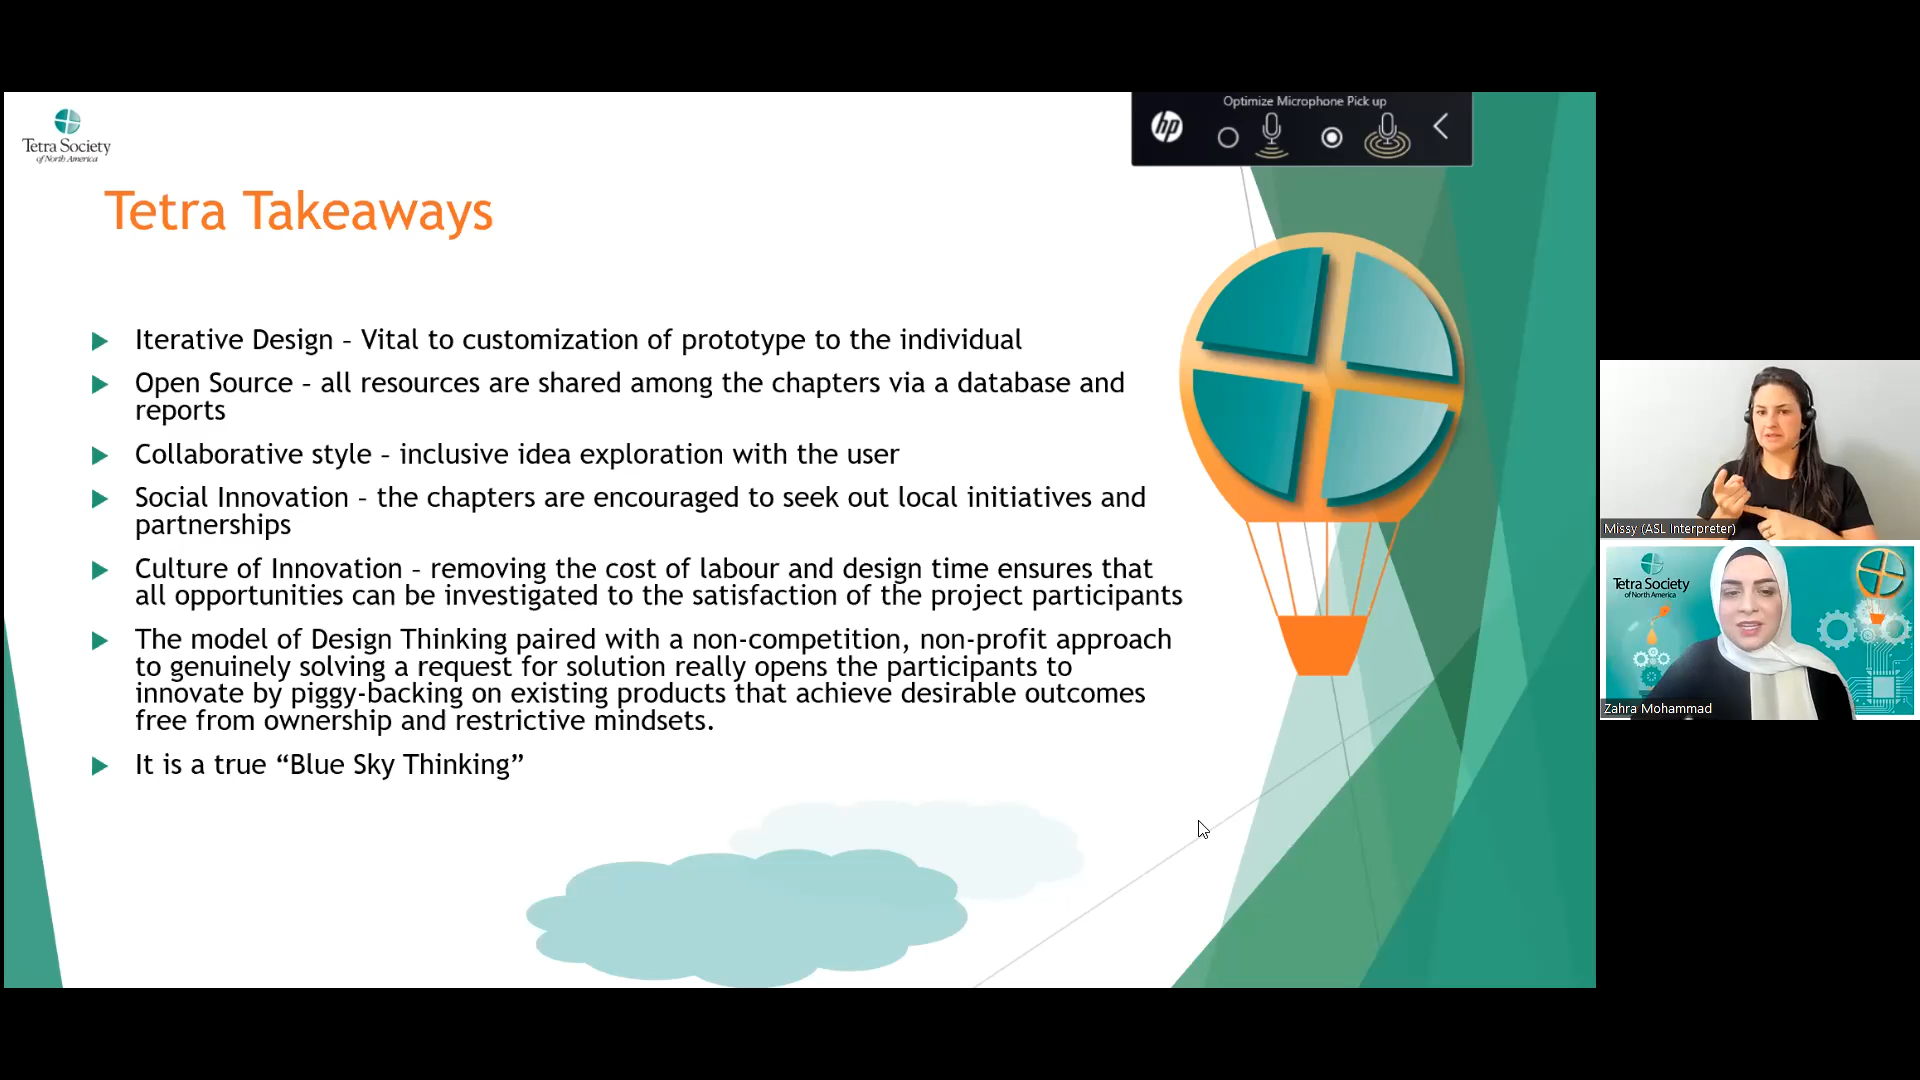 Tetra Society
of North America
Optimize Microphone Pick up
hp
Tetra Takeaways
Iterative Design – Vital to customization of prototype to the individual
Open Source – all resources are shared among the chapters via a database and
reports
Collaborative style – inclusive idea exploration with the user
Social Innovation – the chapters are encouraged to seek out local initiatives and
partnerships
Culture of Innovation – removing the cost of labour and design time ensures that
all opportunities can be investigated to the satisfaction of the project participants
The model of Design Thinking paired with a non-competition, non-profit approach
to genuinely solving a request for solution really opens the participants to
innovate by piggy-backing on existing products that achieve desirable outcomes
free from ownership and restrictive mindsets.
It is a true “Blue Sky Thinking”
Missy (ASL Interpreter)
Tetra Society
of North America
Zahra Mohammad